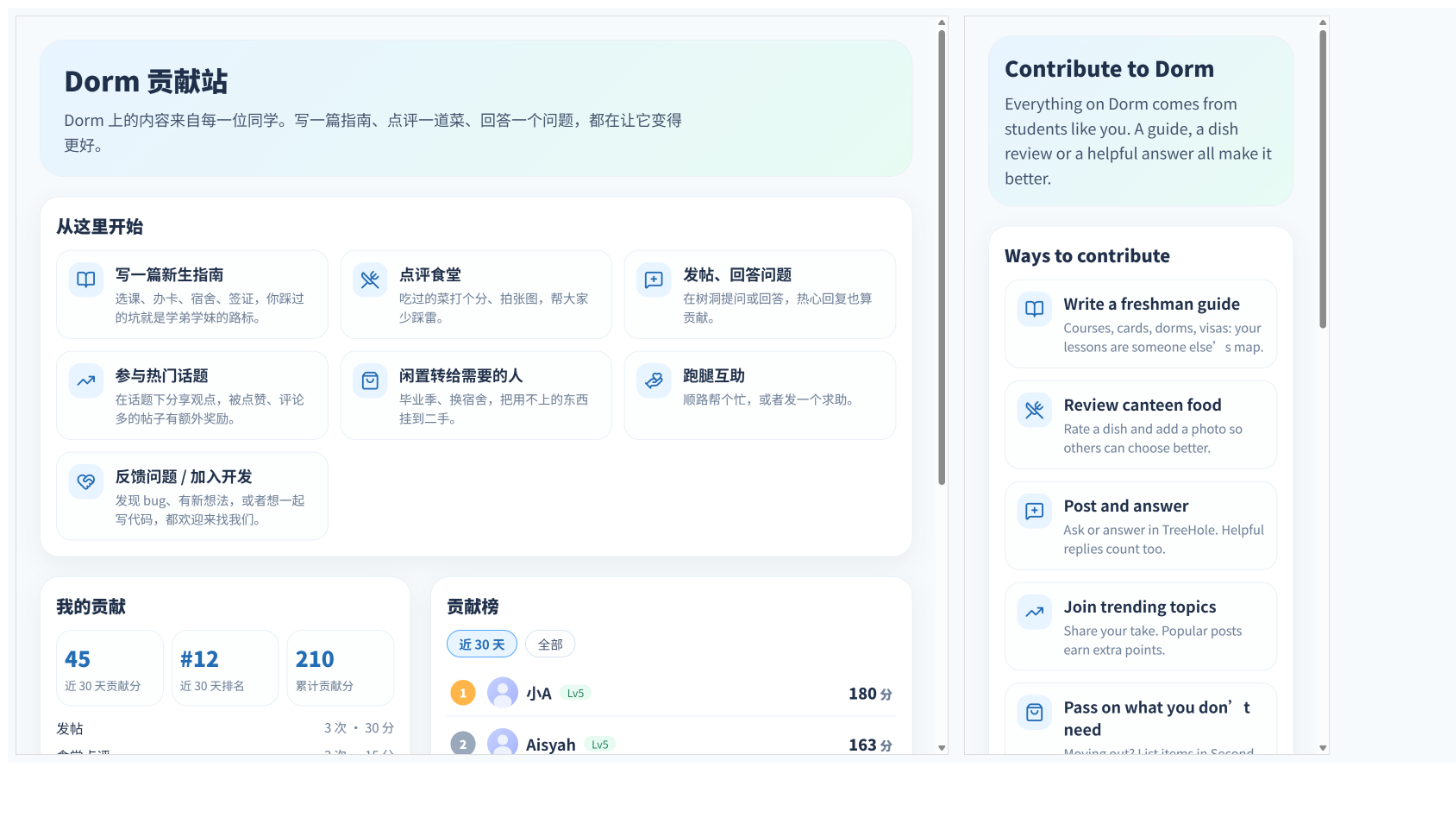 Dorm 贡献站
Dorm 上的内容来自每一位同学。写一篇指南、点评一道菜、回答一个问题，都在让它变得
更好。
从这里开始
写一篇新生指南
选课、办卡、宿舍、签证，你踩过
的坑就是学弟学妹的路标。
点评食堂
吃过的菜打个分、拍张图，帮大家
少踩雷。
发帖、回答问题
在树洞提问或回答，热心回复也算
贡献。
参与热门话题
在话题下分享观点，被点赞、评论
多的帖子有额外奖励。
闲置转给需要的人
毕业季、换宿舍，把用不上的东西
挂到二手。
跑腿互助
顺路帮个忙，或者发一个求助。
反馈问题 / 加入开发
发现 bug、有新想法，或者想一起
写代码，都欢迎来找我们。
我的贡献
45
近 30 天贡献分
#12
近 30 天排名
210
累计贡献分
发帖
3 次 · 30 分
贡献榜
近 30 天
全部
1
小A
Lv5
180 分
2
Aisyah
Lv5
163 分
Contribute to Dorm
Everything on Dorm comes from
students like you. A guide, a dish
review or a helpful answer all make it
better.
Ways to contribute
Write a freshman guide
Courses, cards, dorms, visas: your
lessons are someone else’s map.
Review canteen food
Rate a dish and add a photo so
others can choose better.
Post and answer
Ask or answer in TreeHole. Helpful
replies count too.
Join trending topics
Share your take. Popular posts
earn extra points.
Pass on what you don’t
need
Moving out? List items in Second